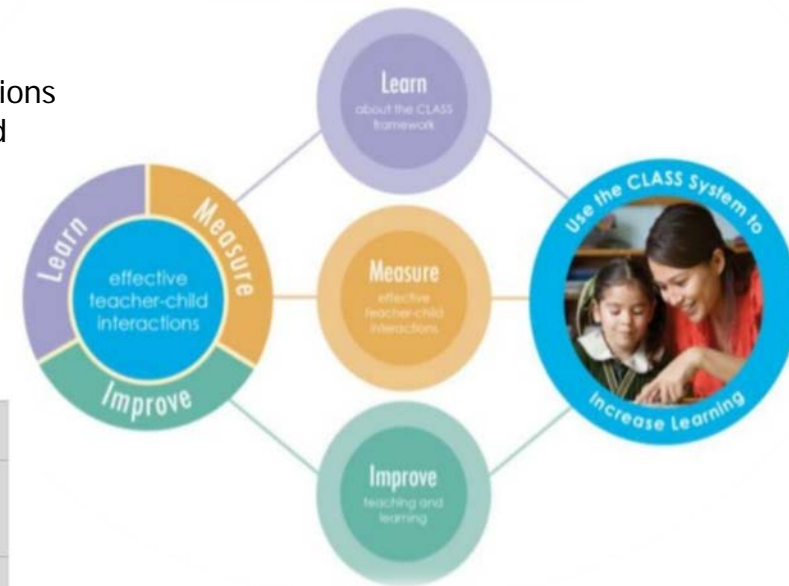 tions
d
Learn
about the CLASS
framework
Learn
Measure
Improve
effective
teacher-child
interactions
Measure
effective
teacher-child
interactions
Improve
teaching and
learning
Use the CLASS System to
Increase Learning